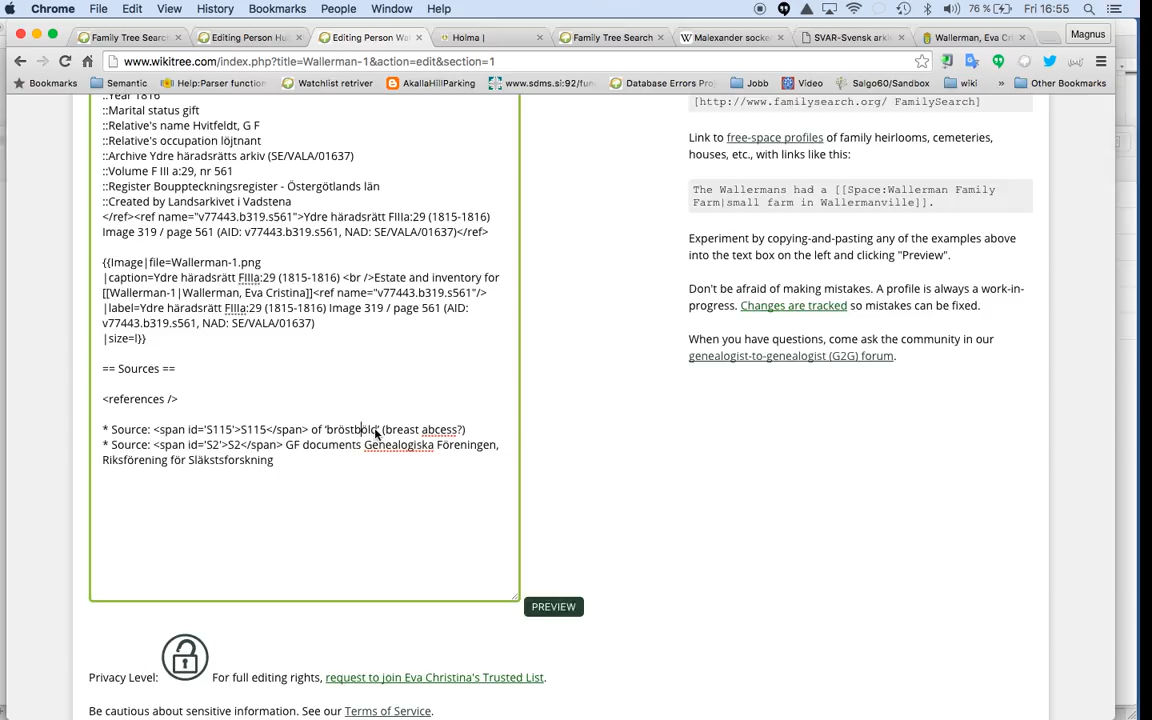 Chrome File Edit View History Bookmarks People Window Help 76 % Fri 16:55
Family Tree Search Editing Person Hu Editing Person Wa Holma | Family Tree Search Malexander socke SVAR-Svensk arki Wallerman, Eva Cri Magnus
www.wikitree.com/index.php?title=Wallerman-1&action=edit&section=1
Bookmarks Semantic Help:Parser function Watchlist retriver AkallaHillParking www.sdms.si:92/fun Database Errors Pro Jobb Video Salgo60/Sandbox wiki Other Bookmarks
::Year 1816
::Marital status gift
::Relative's name Hvitfeldt, G F
::Relative's occupation löjtnant
::Archive Ydre häradsrätts arkiv (SE/VALA/01637)
::Volume F III a:29, nr 561
::Register Bouppteckningsregister - Östergötlands län
::Created by Landsarkivet i Vadstena
</ref><ref name="v77443.b319.s561">Ydre häradsrätt FIIIa:29 (1815-1816)
Image 319 / page 561 (AID: v77443.b319.s561, NAD: SE/VALA/01637)</ref>
{{Image|file=Wallerman-1.png
|caption=Ydre häradsrätt FIIIa:29 (1815-1816) <br />Estate and inventory for
[[Wallerman-1|Wallerman, Eva Cristina]]<ref name="v77443.b319.s561"/>
|label=Ydre häradsrätt FIIIa:29 (1815-1816) Image 319 / page 561 (AID:
v77443.b319.s561, NAD: SE/VALA/01637)
|size=l}}
== Sources ==
<references />
* Source: <span id='S115'>S115</span> of 'bröstböld' (breast abcess?)
* Source: <span id='S2'>S2</span> GF documents Genealogiska Föreningen,
Riksförening för Släkstsforskning
[http://www.familysearch.org/ FamilySearch]
Link to free-space profiles of family heirlooms, cemeteries,
houses, etc., with links like this:
The Wallermans had a [[Space:Wallerman Family
Farm|small farm in Wallermanville]].
Experiment by copying-and-pasting any of the examples above
into the text box on the left and clicking "Preview".
Don't be afraid of making mistakes. A profile is always a work-in-
progress. Changes are tracked so mistakes can be fixed.
When you have questions, come ask the community in our
genealogist-to-genealogist (G2G) forum.
PREVIEW
Privacy Level: For full editing rights, request to join Eva Christina's Trusted List.
Be cautious about sensitive information. See our Terms of Service.